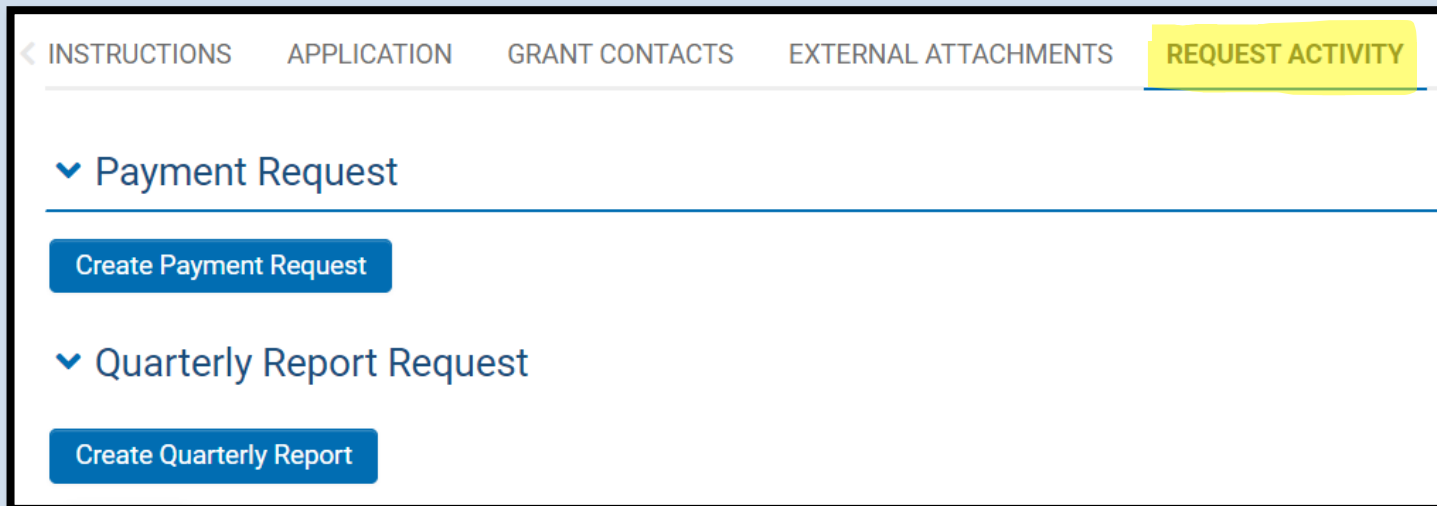 INSTRUCTIONS APPLICATION GRANT CONTACTS EXTERNAL ATTACHMENTS REQUEST ACTIVITY
Payment Request
Create Payment Request
Quarterly Report Request
Create Quarterly Report